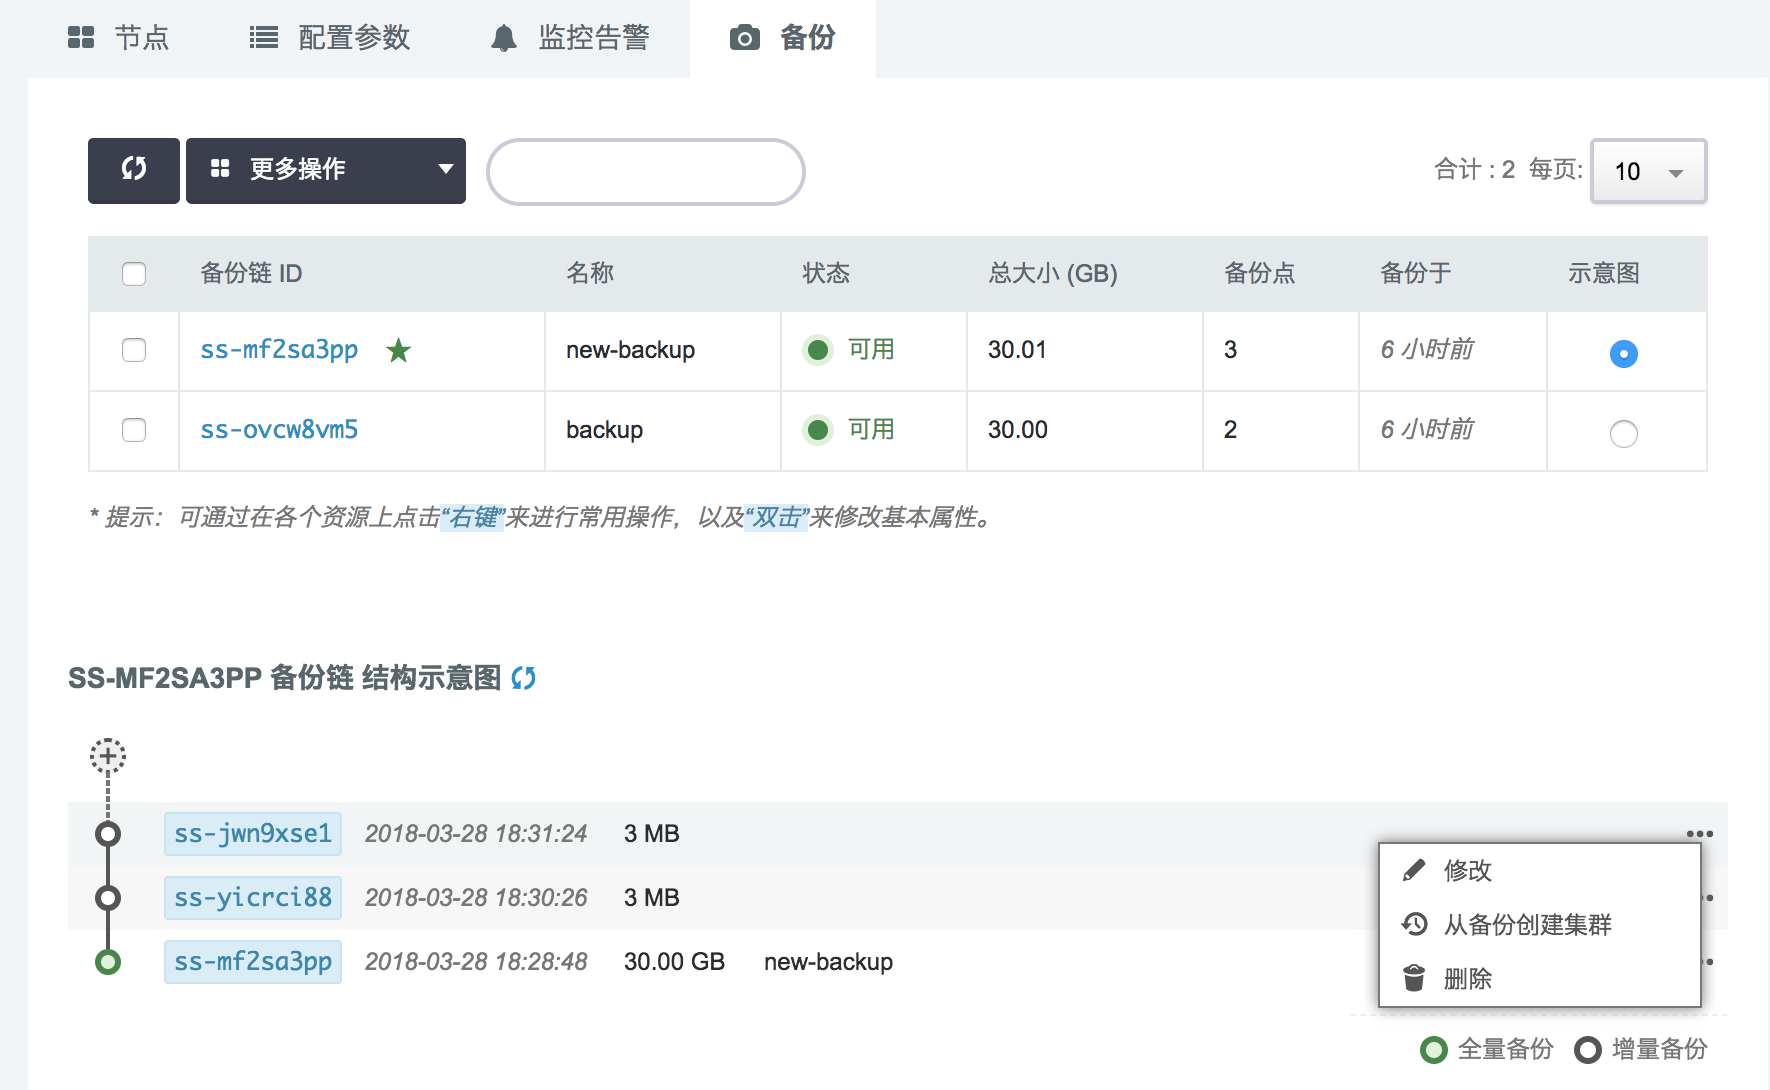 节点 配置参数 监控告警 备份
更多操作 合计 : 2 每页: 10
备份链 ID 名称 状态 总大小 (GB) 备份点 备份于 示意图
ss-mf2sa3pp new-backup 可用 30.01 3 6 小时前
ss-ovcw8vm5 backup 可用 30.00 2 6 小时前
* 提示：可通过在各个资源上点击“右键”来进行常用操作，以及“双击”来修改基本属性。
SS-MF2SA3PP 备份链 结构示意图
ss-jwn9xse1 2018-03-28 18:31:24 3 MB
修改
ss-yicrci88 2018-03-28 18:30:26 3 MB
从备份创建集群
ss-mf2sa3pp 2018-03-28 18:28:48 30.00 GB new-backup
删除
全量备份 增量备份